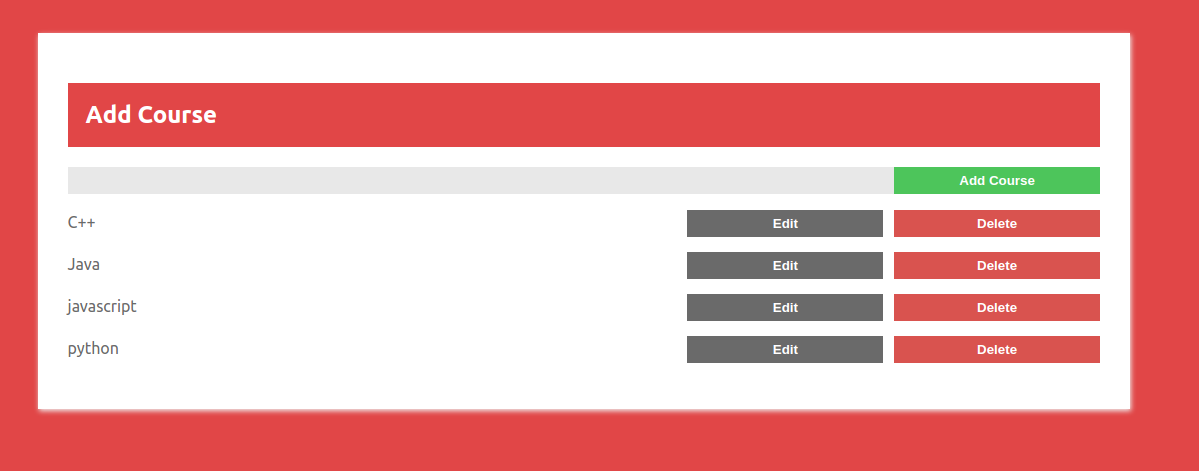 Add Course
Add Course
C++ Edit Delete
Java Edit Delete
javascript Edit Delete
python Edit Delete